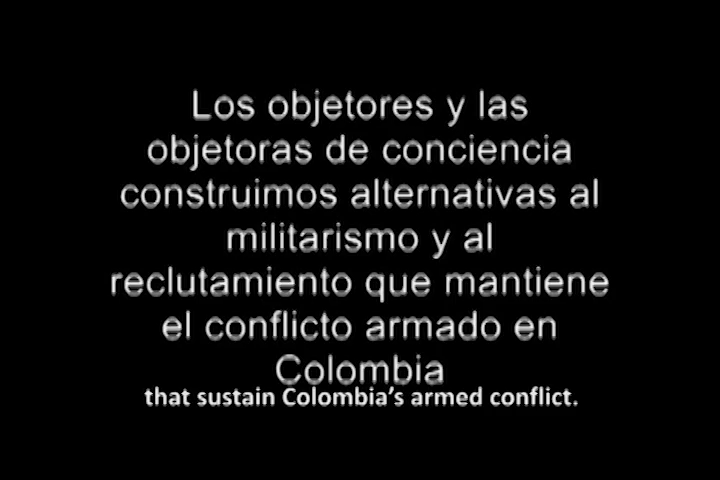 Los objetores y las
objetoras de conciencia
construimos alternativas al
militarismo y al
reclutamiento que mantiene
el conflicto armado en
Colombia
that sustain Colombia's armed conflict.